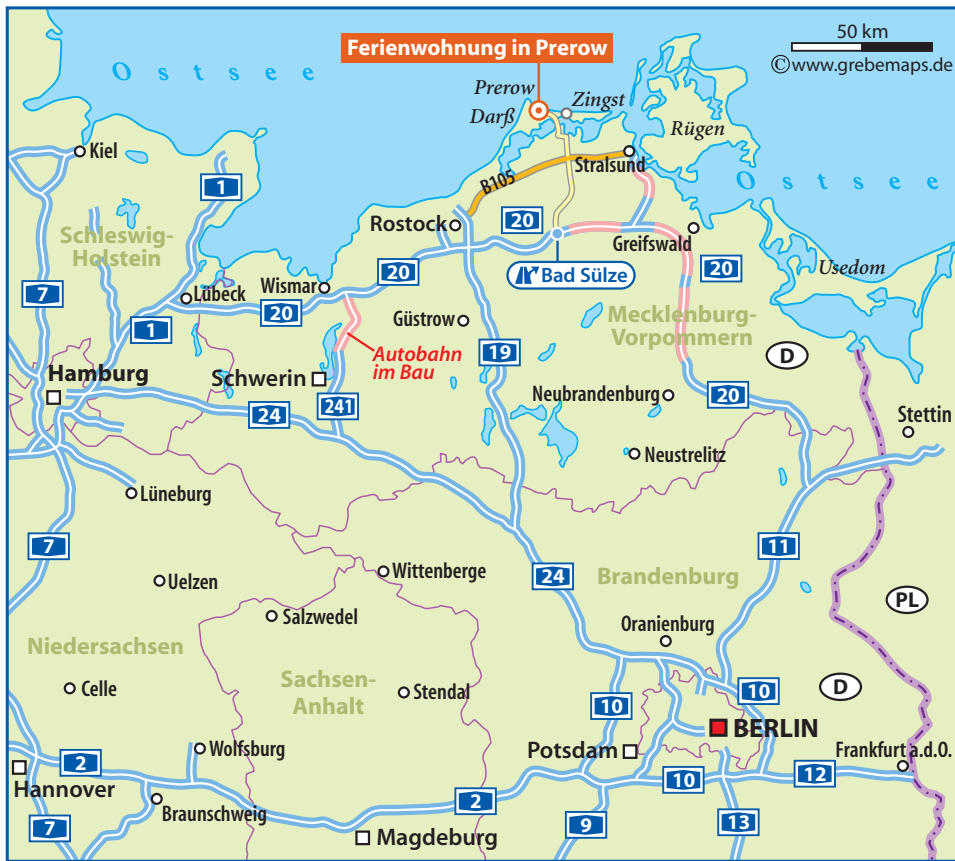 50 km
©www.grebemaps.de
Ferienwohnung in Prerow
Ostsee
Prerow
Darß
Zingst
Rügen
Kiel
1
B105
Stralsund
Ostsee
Rostock
20
Schleswig-
Holstein
Greifswald
7
20
Bad Sülze
20
Usedom
Lübeck
Wismar
20
1
Güstrow
Mecklenburg-
Vorpommern
Autobahn
im Bau
19
D
Hamburg
Schwerin
24
241
Neubrandenburg
20
Stettin
Neustrelitz
Lüneburg
7
11
Uelzen
Wittenberge
24
Brandenburg
PL
Salzwedel
Oranienburg
Niedersachsen
Celle
Sachsen-
Anhalt
Stendal
10
10
D
BERLIN
Wolfsburg
Potsdam
Frankfurt a.d.O.
2
Hannover
10
12
Braunschweig
2
7
Magdeburg
9
13